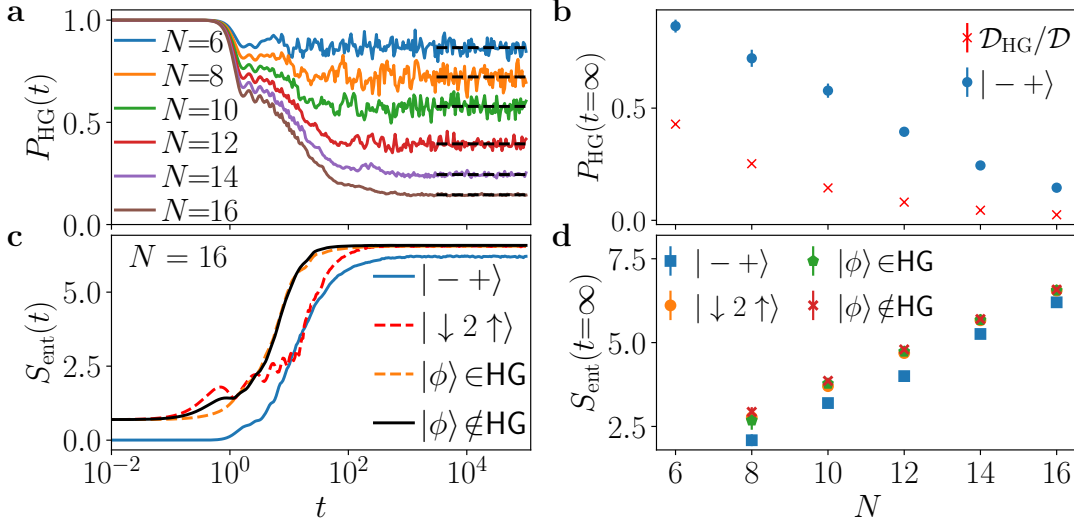 a
1.0
0.5
0.0
P_HG(t)
N=6
N=8
N=10
N=12
N=14
N=16
b
0.5
0.0
P_HG(t=∞)
𝒟_HG/𝒟
|−+⟩
c
N = 16
5.0
2.5
0.0
S_ent(t)
|−+⟩
|↓2↑⟩
|ϕ⟩∈HG
|ϕ⟩∉HG
10^−2 10^0 10^2 10^4
t
d
7.5
5.0
2.5
S_ent(t=∞)
|−+⟩ |ϕ⟩∈HG
|↓2↑⟩ |ϕ⟩∉HG
6 8 10 12 14 16
N